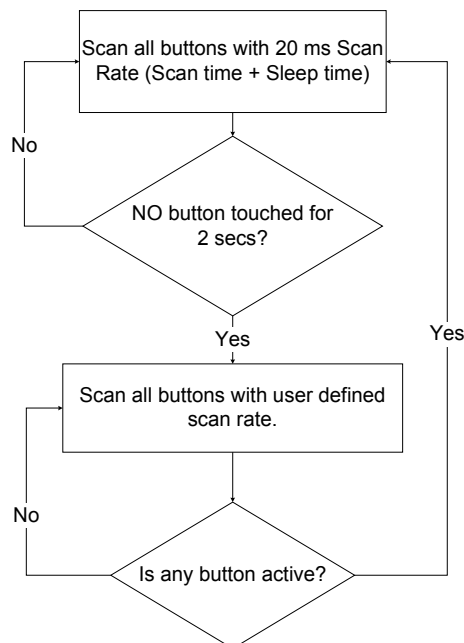 Scan all buttons with 20 ms Scan
Rate (Scan time + Sleep time)
No
NO button touched for
2 secs?
Yes
Yes
Scan all buttons with user defined
scan rate.
No
Is any button active?